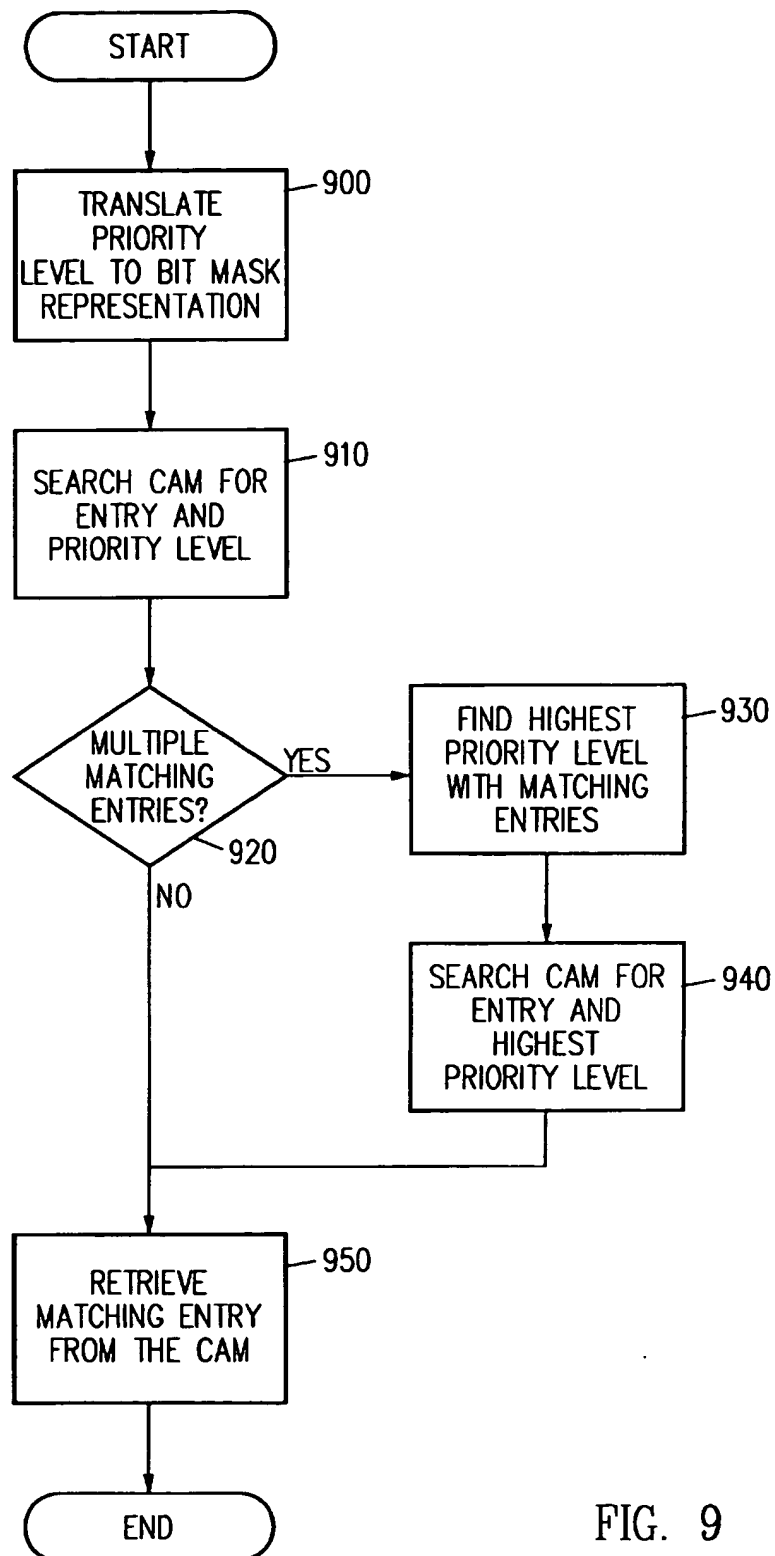 START
900
TRANSLATE
PRIORITY
LEVEL TO BIT MASK
REPRESENTATION
910
SEARCH CAM FOR
ENTRY AND
PRIORITY LEVEL
MULTIPLE
MATCHING
ENTRIES?
920
YES
NO
930
FIND HIGHEST
PRIORITY LEVEL
WITH MATCHING
ENTRIES
940
SEARCH CAM FOR
ENTRY AND
HIGHEST
PRIORITY LEVEL
950
RETRIEVE
MATCHING ENTRY
FROM THE CAM
END
FIG. 9